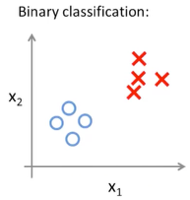 Binary classification:
x₂
x₁